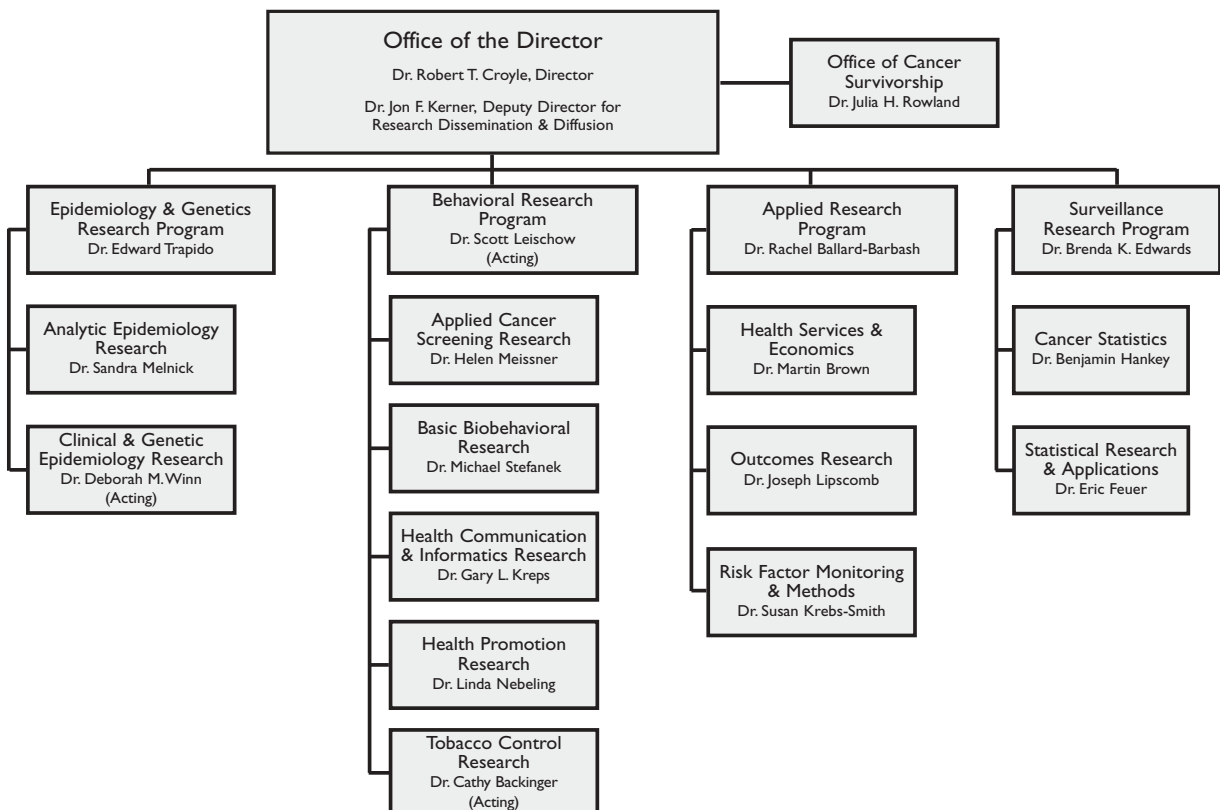 Office of the Director
Dr. Robert T. Croyle, Director
Dr. Jon F. Kerner, Deputy Director for
Research Dissemination & Diffusion
Office of Cancer
Survivorship
Dr. Julia H. Rowland
Epidemiology & Genetics
Research Program
Dr. Edward Trapido
Analytic Epidemiology
Research
Dr. Sandra Melnick
Clinical & Genetic
Epidemiology Research
Dr. Deborah M. Winn
(Acting)
Behavioral Research
Program
Dr. Scott Leischow
(Acting)
Applied Cancer
Screening Research
Dr. Helen Meissner
Basic Biobehavioral
Research
Dr. Michael Stefanek
Health Communication
& Informatics Research
Dr. Gary L. Kreps
Health Promotion
Research
Dr. Linda Nebeling
Tobacco Control
Research
Dr. Cathy Backinger
(Acting)
Applied Research
Program
Dr. Rachel Ballard-Barbash
Health Services &
Economics
Dr. Martin Brown
Outcomes Research
Dr. Joseph Lipscomb
Risk Factor Monitoring
& Methods
Dr. Susan Krebs-Smith
Surveillance
Research Program
Dr. Brenda K. Edwards
Cancer Statistics
Dr. Benjamin Hankey
Statistical Research
& Applications
Dr. Eric Feuer